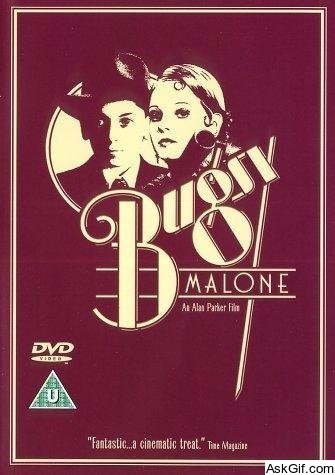 Bugsy
MALONE
An Alan Parker Film
DVD
VIDEO
U
"Fantastic...a cinematic treat." Time Magazine
AskGif.com